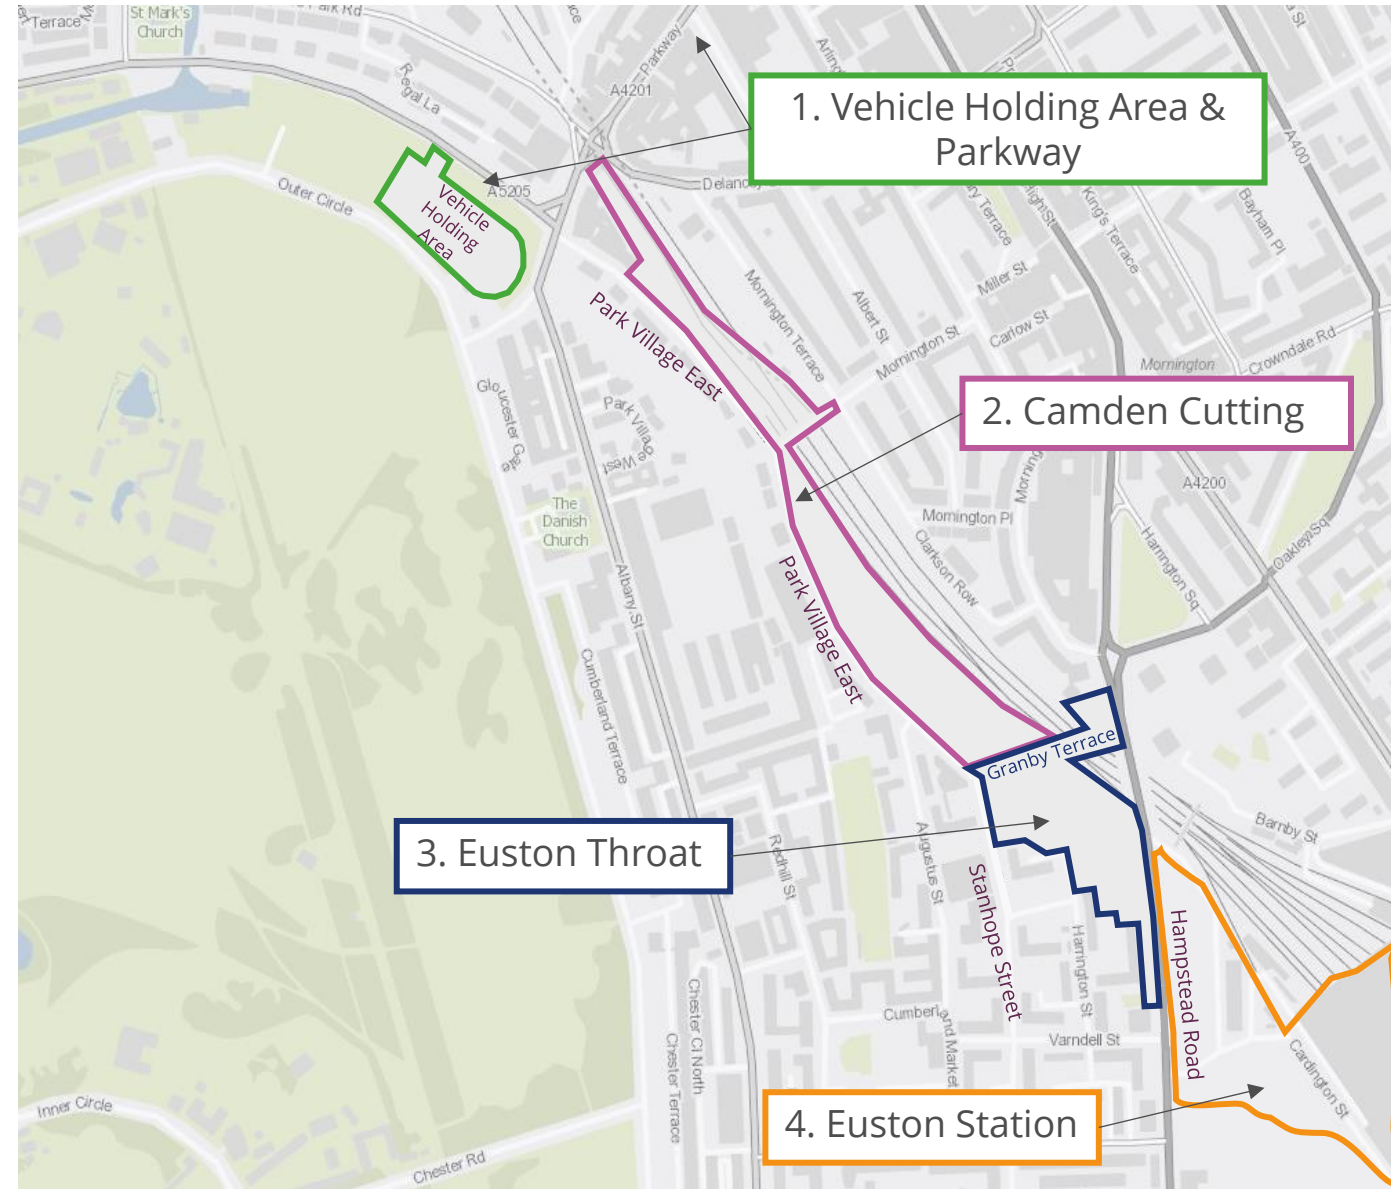 Terrace
St Mark's
Church
Park Rd
Regal La
A4201
Parkway
1. Vehicle Holding Area &
Parkway
A400
Outer Circle
A5205
Vehicle
Holding
Area
Terrace
High St
King's Terrace
Bayham Pl
Miller St
Mornington Terrace
Albert St
Carlow St
Mornington St
Park Village East
Mornington
Crowndale Rd
Gloucester Gate
Park Village
West
2. Camden Cutting
A4200
The
Danish
Church
Mornington Pl
Harrington Sq
Oakley Sq
Clarkson Row
Albany St
Park Village East
Cumberland Terrace
Granby Terrace
3. Euston Throat
Redhill St
Augustus St
Stanhope Street
Barnby St
Hampstead Road
Harrington St
Cumberland Market
Varndell St
Chester Cl North
Chester Terrace
Cardington St
Inner Circle
4. Euston Station
Chester Rd